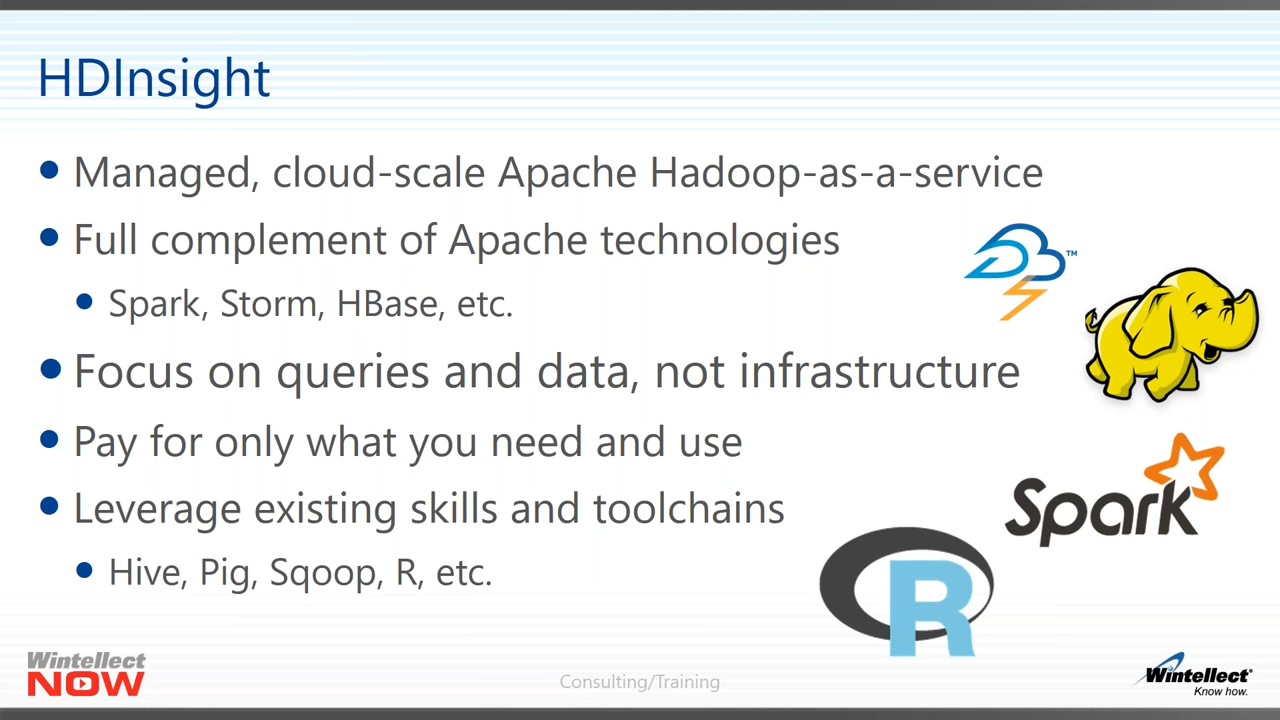 HDInsight
Managed, cloud-scale Apache Hadoop-as-a-service
Full complement of Apache technologies
Spark, Storm, HBase, etc.
Focus on queries and data, not infrastructure
Pay for only what you need and use
Leverage existing skills and toolchains
Hive, Pig, Sqoop, R, etc.
TM
Spark
R
Wintellect
NOW
Consulting/Training
Wintellect®
Know how.